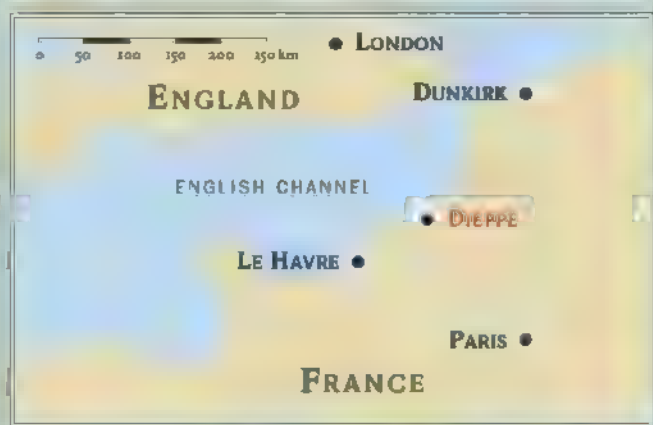 LONDON
0 50 100 150 200 250 km
ENGLAND
DUNKIRK
ENGLISH CHANNEL
DIEPPE
LE HAVRE
PARIS
FRANCE